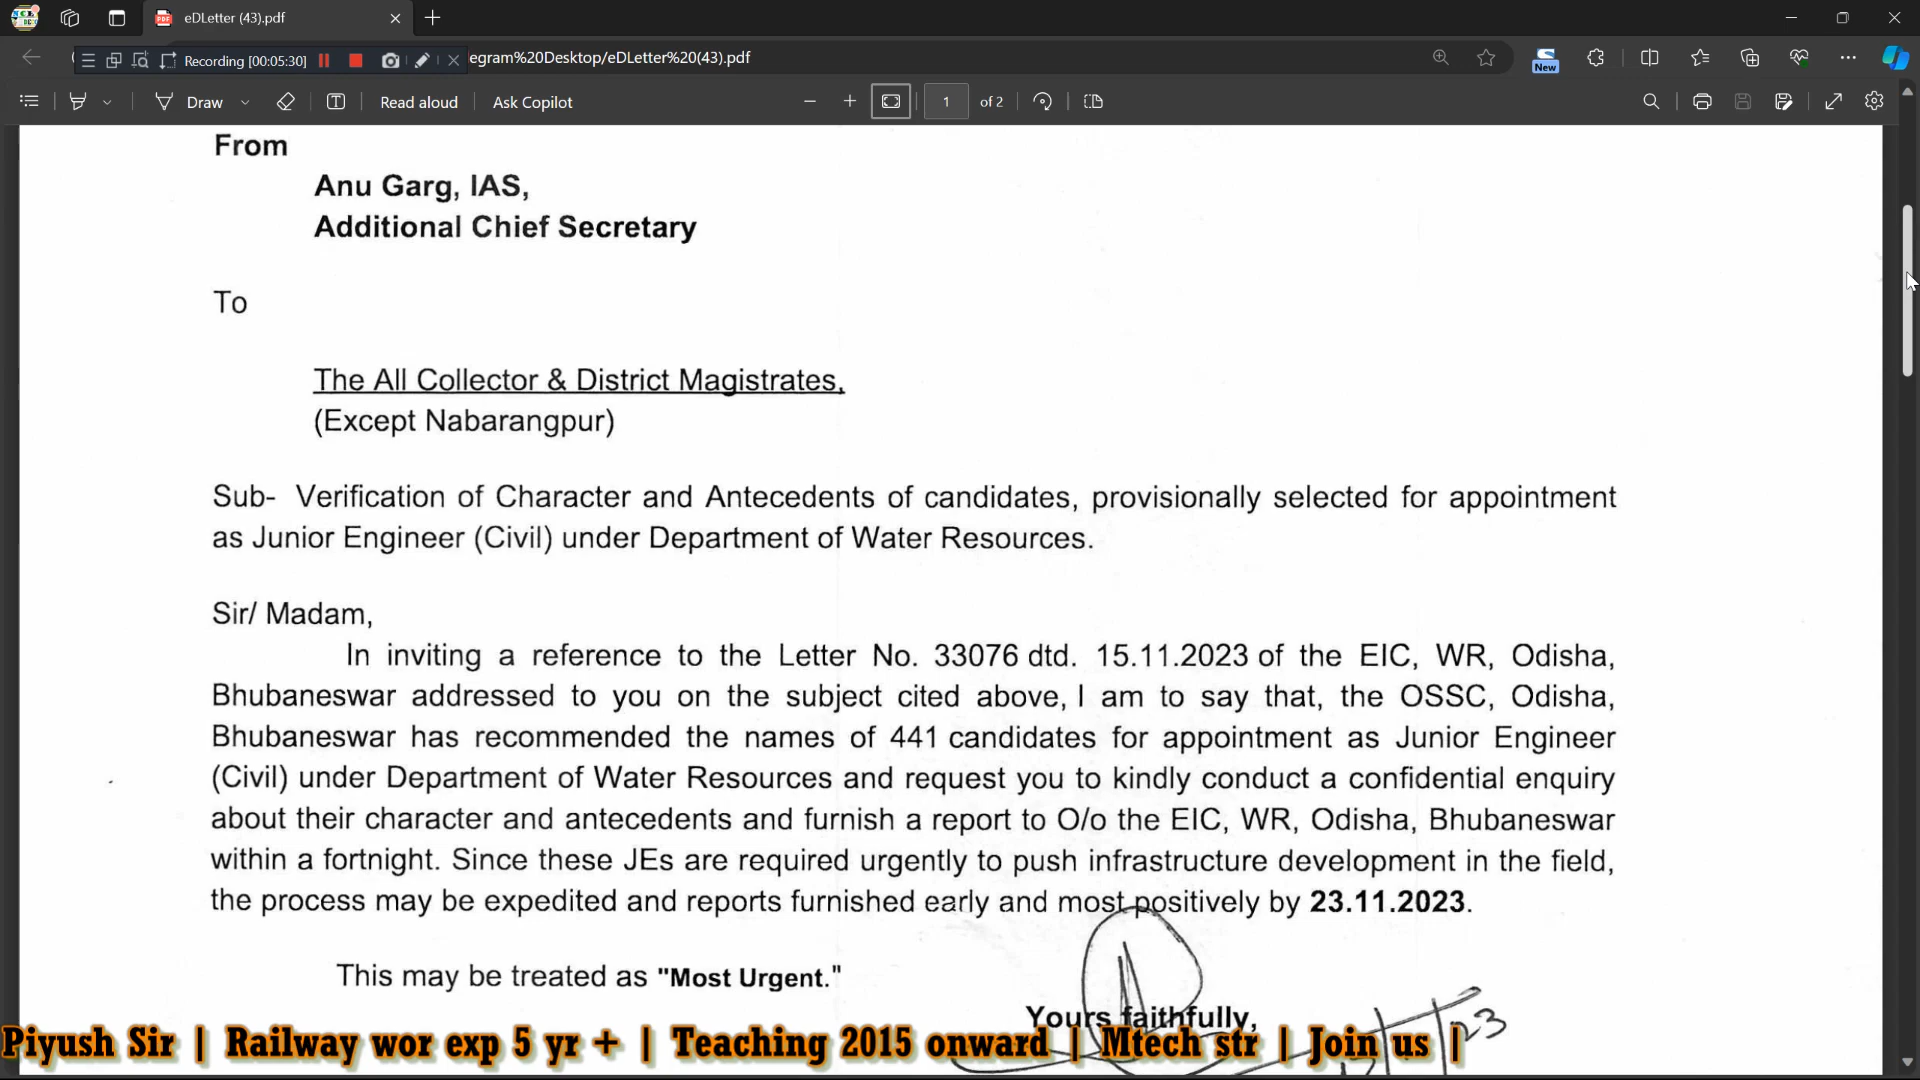 eDLetter (43).pdf
Recording [00:05:30]
egram%20Desktop/eDLetter%20(43).pdf
New
Draw
Read aloud
Ask Copilot
1
of 2
From
Anu Garg, IAS,
Additional Chief Secretary
To
The All Collector & District Magistrates,
(Except Nabarangpur)
Sub- Verification of Character and Antecedents of candidates, provisionally selected for appointment
as Junior Engineer (Civil) under Department of Water Resources.
Sir/ Madam,
In inviting a reference to the Letter No. 33076 dtd. 15.11.2023 of the EIC, WR, Odisha,
Bhubaneswar addressed to you on the subject cited above, I am to say that, the OSSC, Odisha,
Bhubaneswar has recommended the names of 441 candidates for appointment as Junior Engineer
(Civil) under Department of Water Resources and request you to kindly conduct a confidential enquiry
about their character and antecedents and furnish a report to O/o the EIC, WR, Odisha, Bhubaneswar
within a fortnight. Since these JEs are required urgently to push infrastructure development in the field,
the process may be expedited and reports furnished early and most positively by 23.11.2023.
This may be treated as "Most Urgent."
Yours faithfully,
Piyush Sir | Railway wor exp 5 yr + | Teaching 2015 onward | Mtech str | Join us |